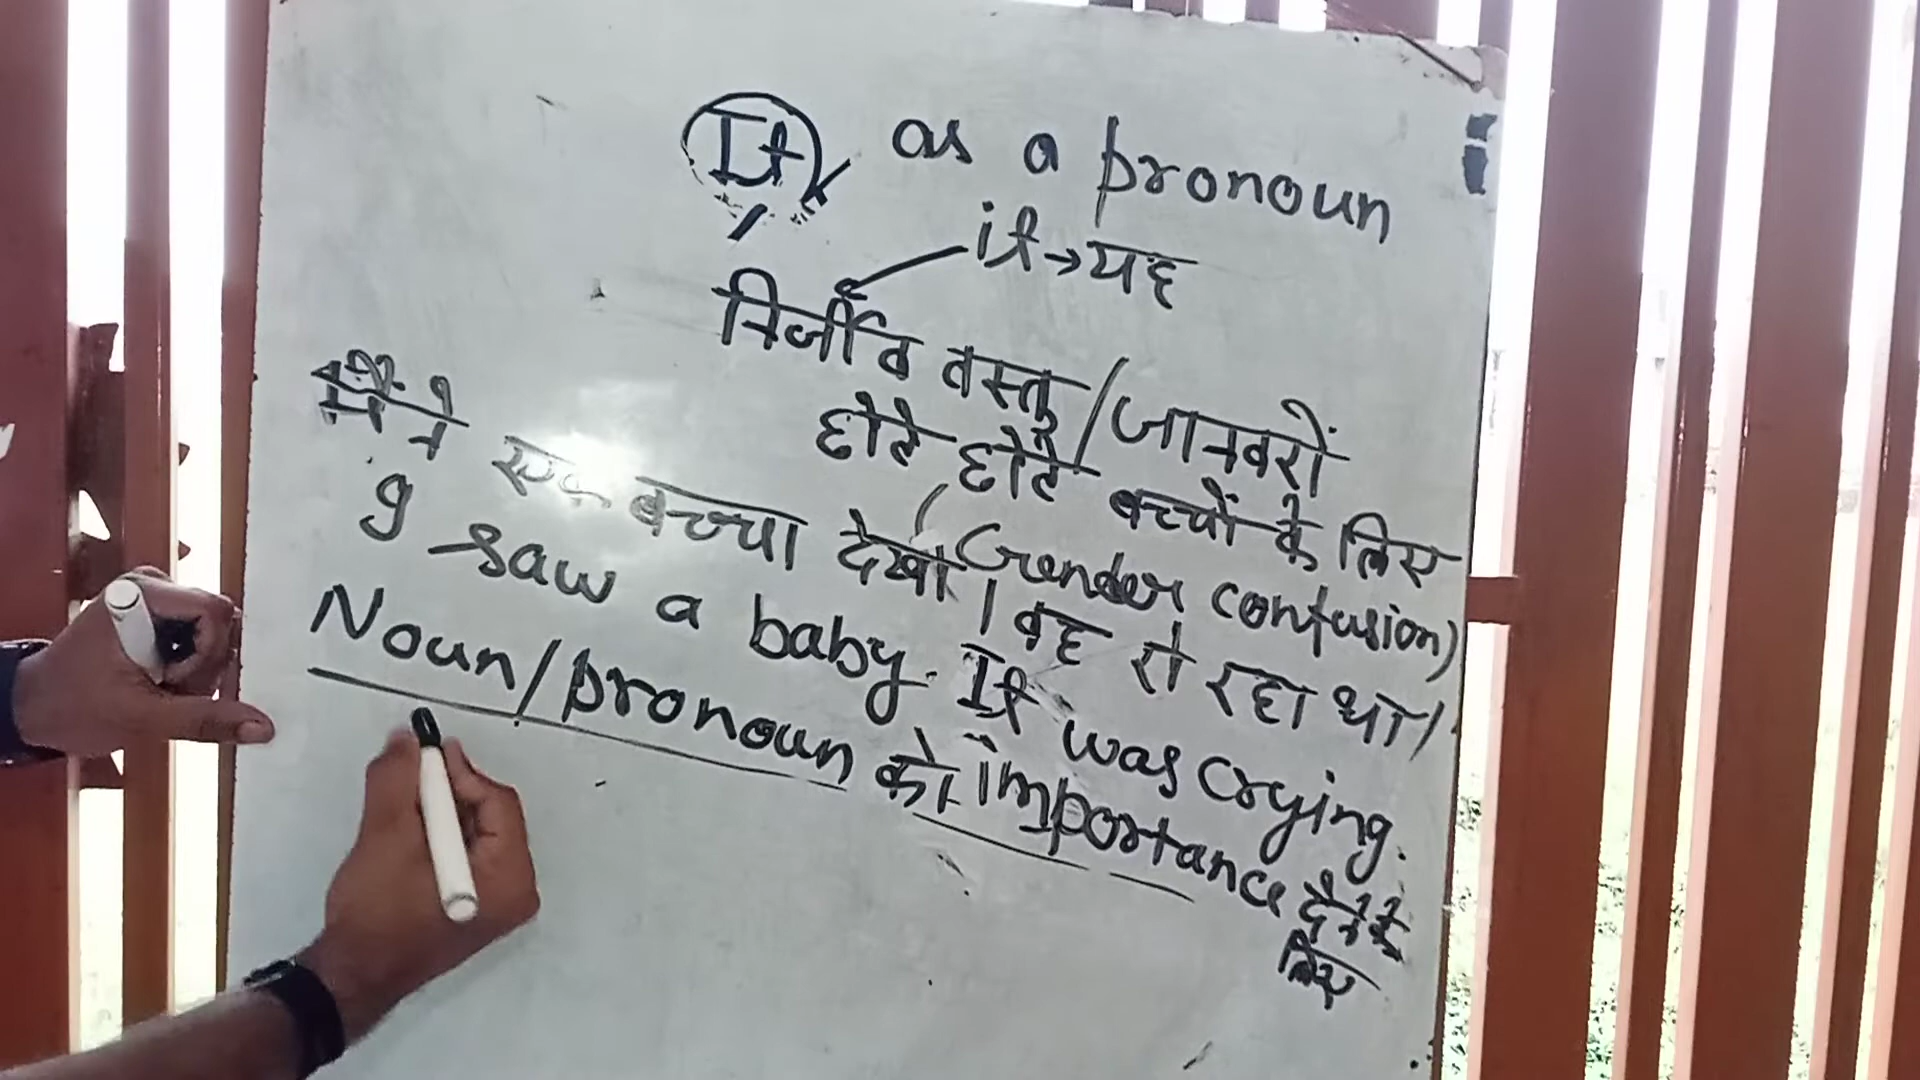 It as a pronoun
it→यह
निर्जीव वस्तु/जानवरों
छोटे छोटे बच्चों के लिए
(Gender confusion)
मैंने एक बच्चा देखा। वह रो रहा था।
I saw a baby. It was crying.
Noun/pronoun को importance देने के
लिए